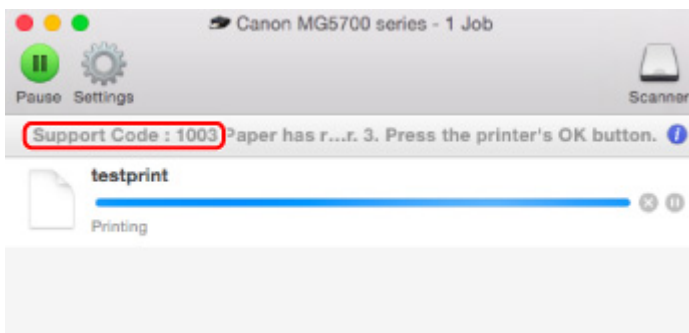 Canon MG5700 series - 1 Job
Pause Settings Scanner
Support Code : 1003 Paper has r...r. 3. Press the printer's OK button.
testprint
Printing